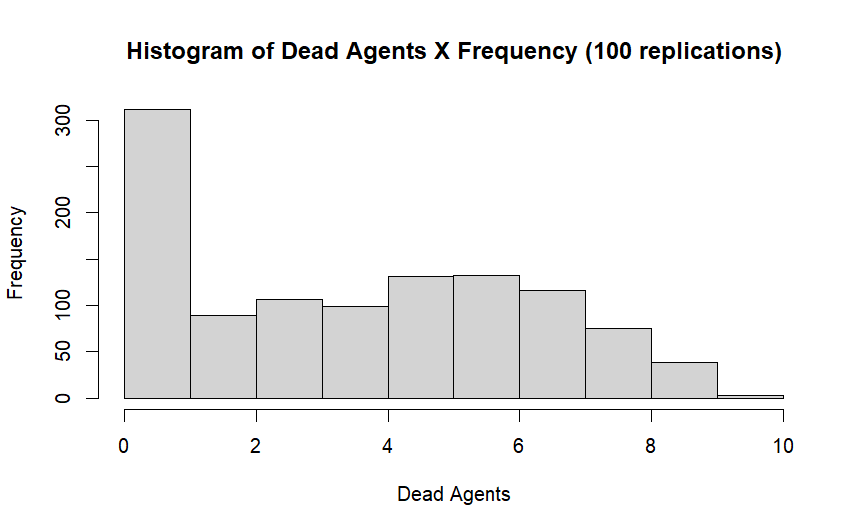 Histogram of Dead Agents X Frequency (100 replications)
Frequency
300
200
100
50
0
0 2 4 6 8 10
Dead Agents